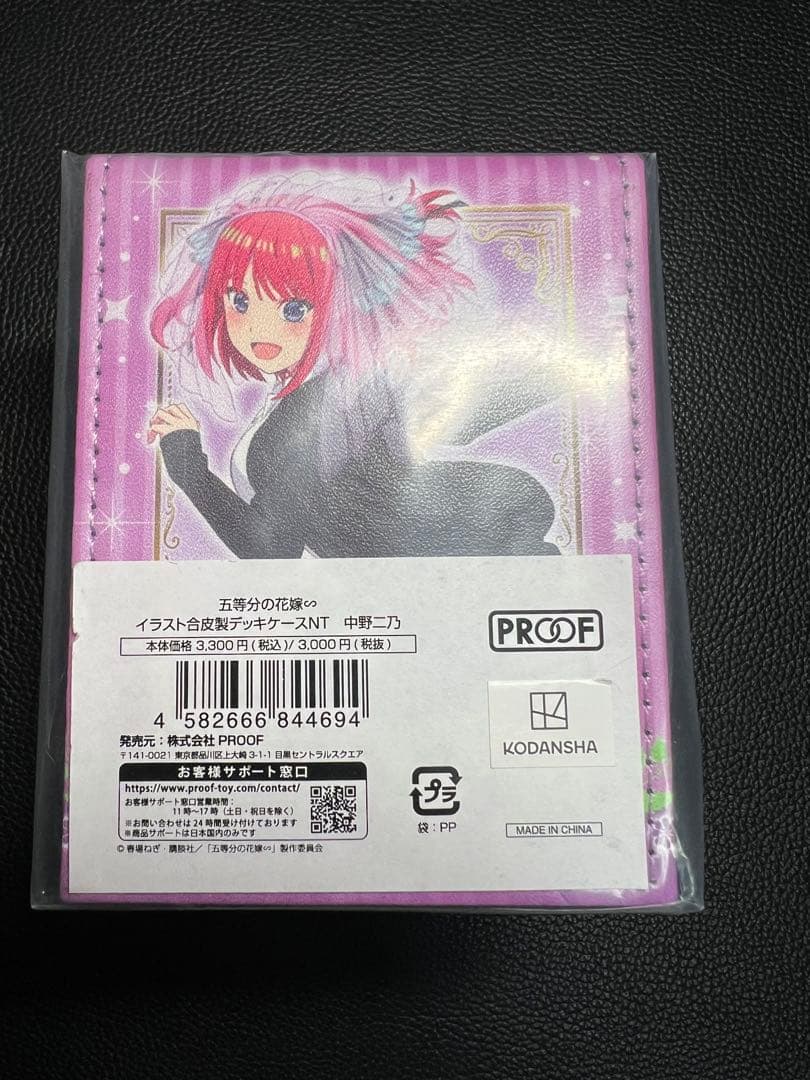 五等分の花嫁∽
イラスト合皮製デッキケースNT 中野二乃
本体価格 3,300円(税込)/ 3,000円(税抜)
4 582666 844694
発売元:株式会社 PROOF
〒141-0021 東京都品川区上大崎 3-1-1 目黒セントラルスクエア
お客様サポート窓口
https://www.proof-toy.com/contact/
お客様サポート窓口営業時間:
11時〜17時(土日・祝日を除く)
※お問い合わせは24時間受け付けております
※商品サポートは日本国内のみです
©春場ねぎ・講談社/「五等分の花嫁∽」製作委員会
PROOF
KODANSHA
プラ
袋:PP
MADE IN CHINA